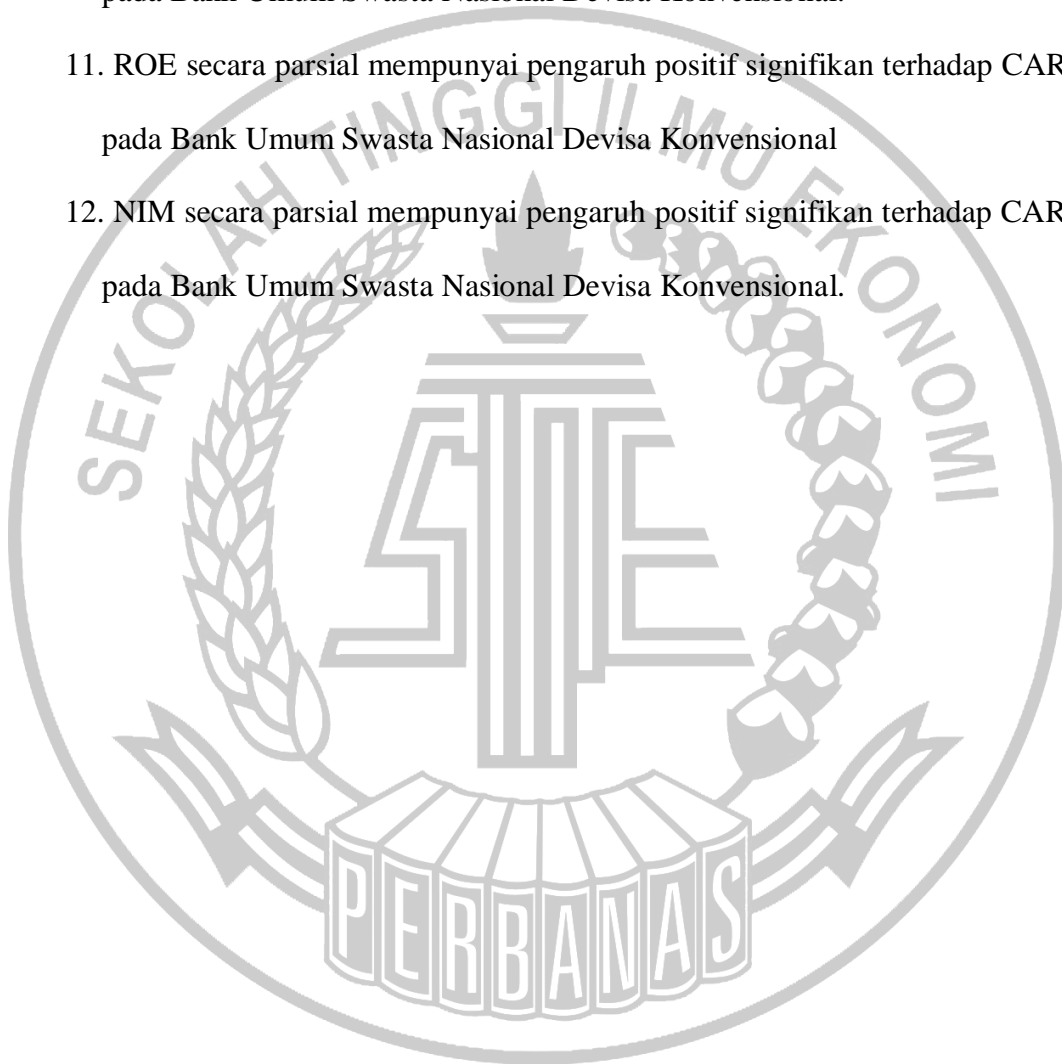 pada Bank Umum Swasta Nasional Devisa Konvensional.
11. ROE secara parsial mempunyai pengaruh positif signifikan terhadap CAR
pada Bank Umum Swasta Nasional Devisa Konvensional
12. NIM secara parsial mempunyai pengaruh positif signifikan terhadap CAR
pada Bank Umum Swasta Nasional Devisa Konvensional.
SEKOLAH TINGGI ILMU EKONOMI
STIE
PERBANAS